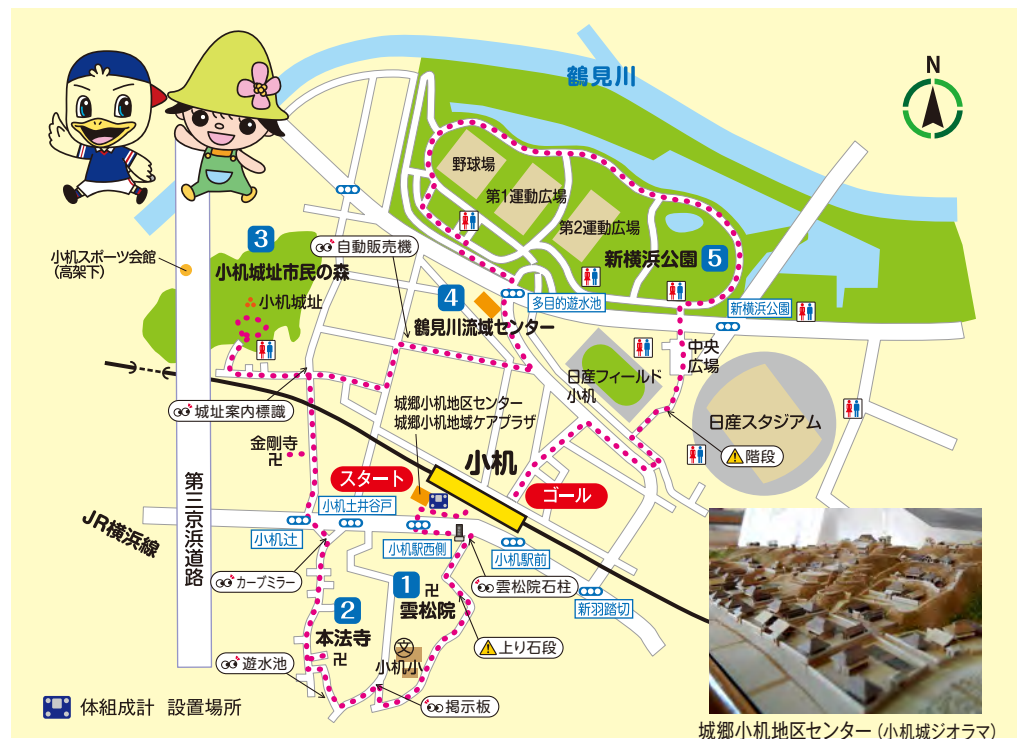 鶴見川
N
野球場
第1運動広場
第2運動広場
新横浜公園 5
3
小机城址市民の森
小机城址
小机スポーツ会館
(高架下)
自動販売機
4
鶴見川流域センター
多目的遊水池
新横浜公園
中央
広場
日産フィールド
小机
日産スタジアム
階段
城址案内標識
城郷小机地区センター
城郷小机地域ケアプラザ
金剛寺
卍
スタート
小机
ゴール
第三京浜道路
JR横浜線
小机土井谷戸
小机辻
小机駅西側
小机駅前
カーブミラー
1
卍
雲松院
雲松院石柱
新羽踏切
2
本法寺
卍
文
小机小
上り石段
遊水池
掲示板
体組成計 設置場所
城郷小机地区センター(小机城ジオラマ)